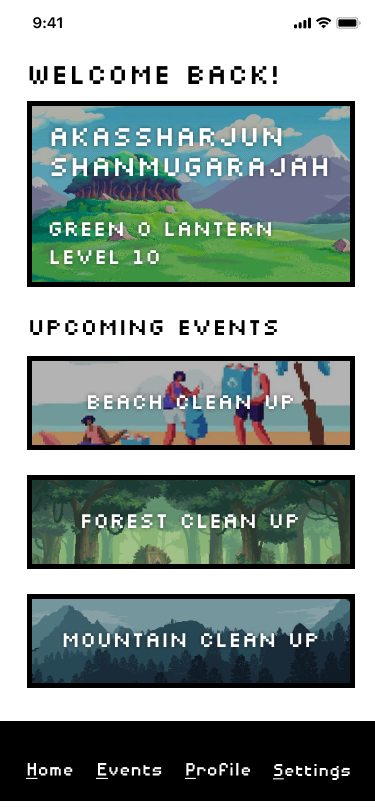 9:41
WELCOME BACK!
AKASSHARJUN
SHANMUGARAJAH
GREEN O LANTERN
LEVEL 10
UPCOMING EVENTS
BEACH CLEAN UP
FOREST CLEAN UP
MOUNTAIN CLEAN UP
Home Events Profile Settings